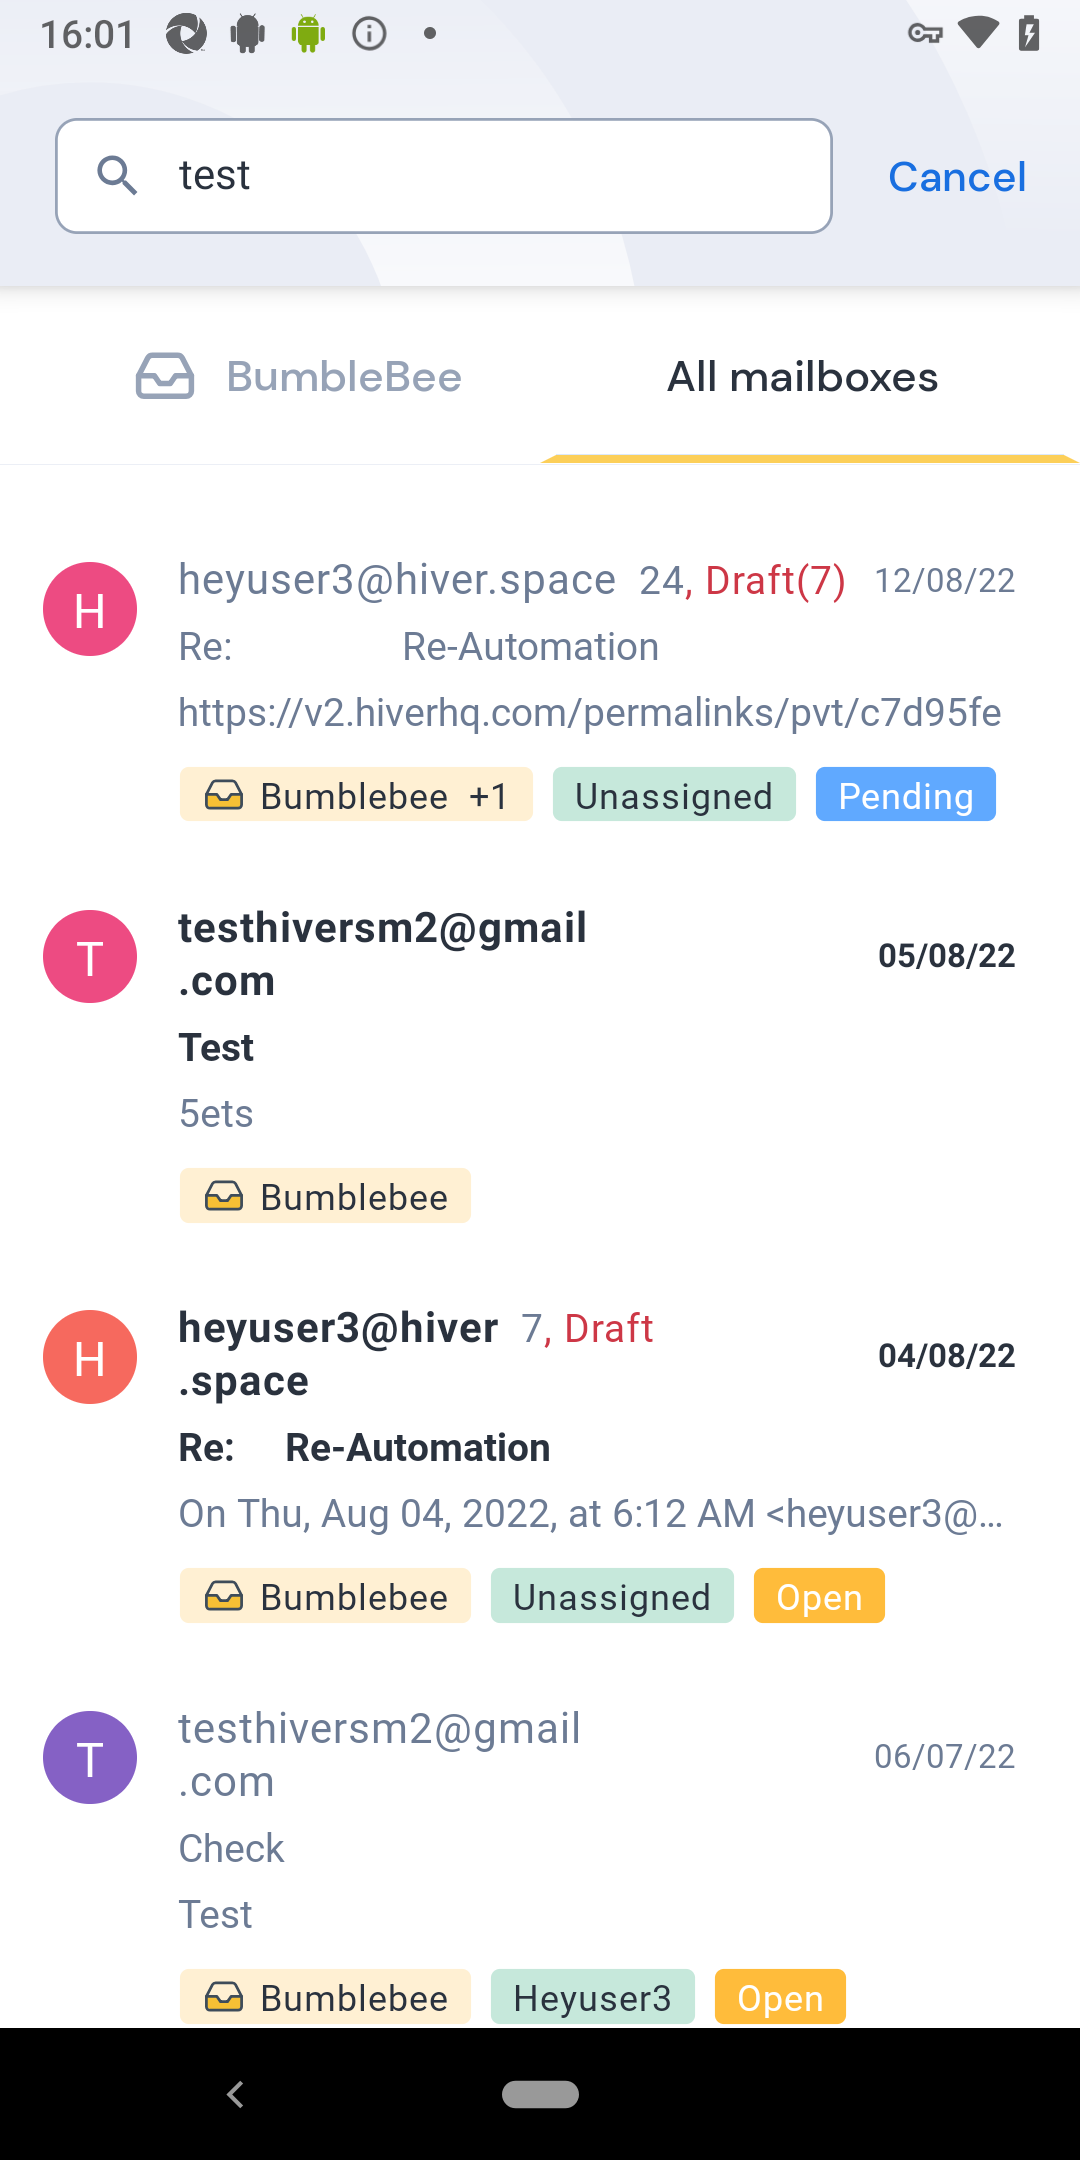 16:01
test
Cancel
BumbleBee
All mailboxes
H
heyuser3@hiver.space 24, Draft(7) 12/08/22
Re: Re-Automation
https://v2.hiverhq.com/permalinks/pvt/c7d95fe
Bumblebee +1 Unassigned Pending
T
testhiversm2@gmail
.com
05/08/22
Test
5ets
Bumblebee
H
heyuser3@hiver 7, Draft
.space
04/08/22
Re: Re-Automation
On Thu, Aug 04, 2022, at 6:12 AM <heyuser3@…
Bumblebee Unassigned Open
T
testhiversm2@gmail
.com
06/07/22
Check
Test
Bumblebee Heyuser3 Open